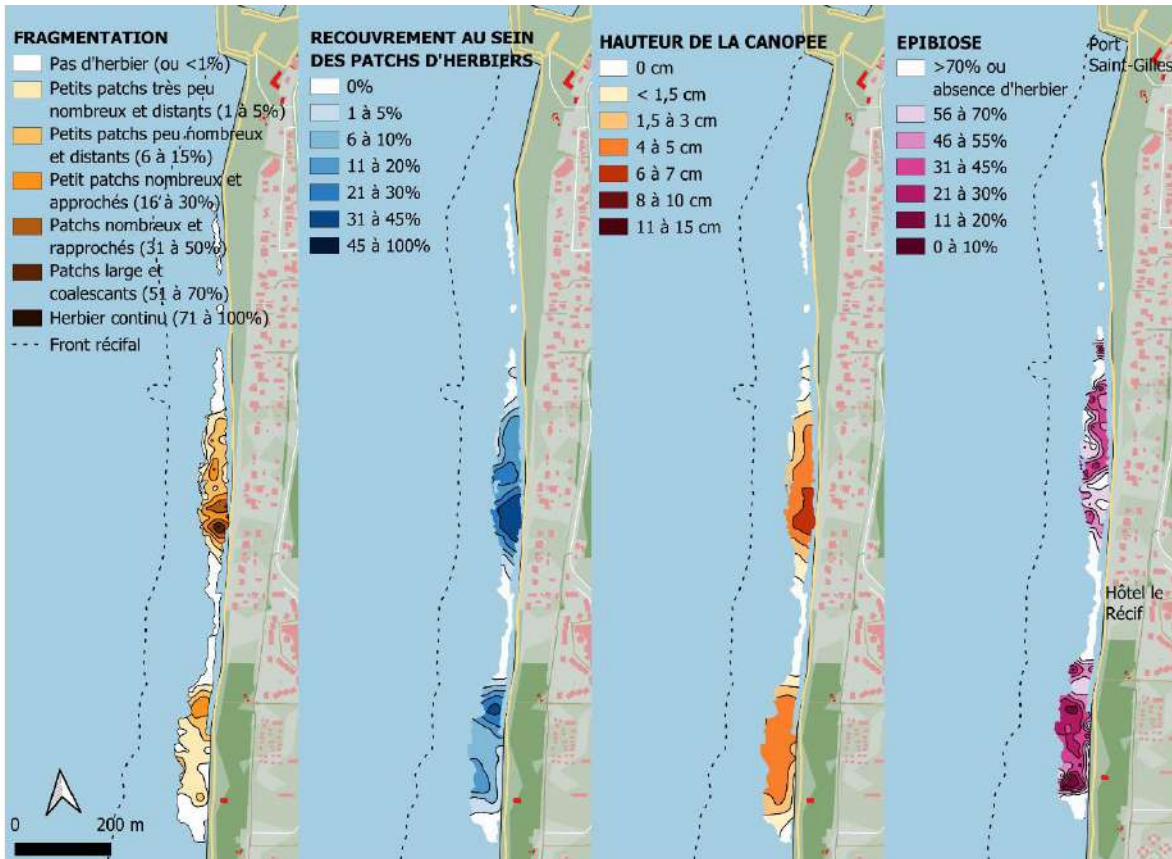 FRAGMENTATION
Pas d'herbier (ou <1%)
Petits patchs très peu
nombreux et distants (1 à 5%)
Petits patchs peu nombreux
et distants (6 à 15%)
Petit patchs nombreux et
approchés (16 à 30%)
Patchs nombreux et
rapprochés (31 à 50%)
Patchs large et
coalescants (51 à 70%)
Herbier continu (71 à 100%)
Front récifal
0 200 m
RECOUVREMENT AU SEIN
DES PATCHS D'HERBIERS
0%
1 à 5%
6 à 10%
11 à 20%
21 à 30%
31 à 45%
45 à 100%
HAUTEUR DE LA CANOPEE
0 cm
< 1,5 cm
1,5 à 3 cm
4 à 5 cm
6 à 7 cm
8 à 10 cm
11 à 15 cm
EPIBIOSE
>70% ou
absence d'herbier
56 à 70%
46 à 55%
31 à 45%
21 à 30%
11 à 20%
0 à 10%
Port
Saint-Gilles
Hôtel le
Récif